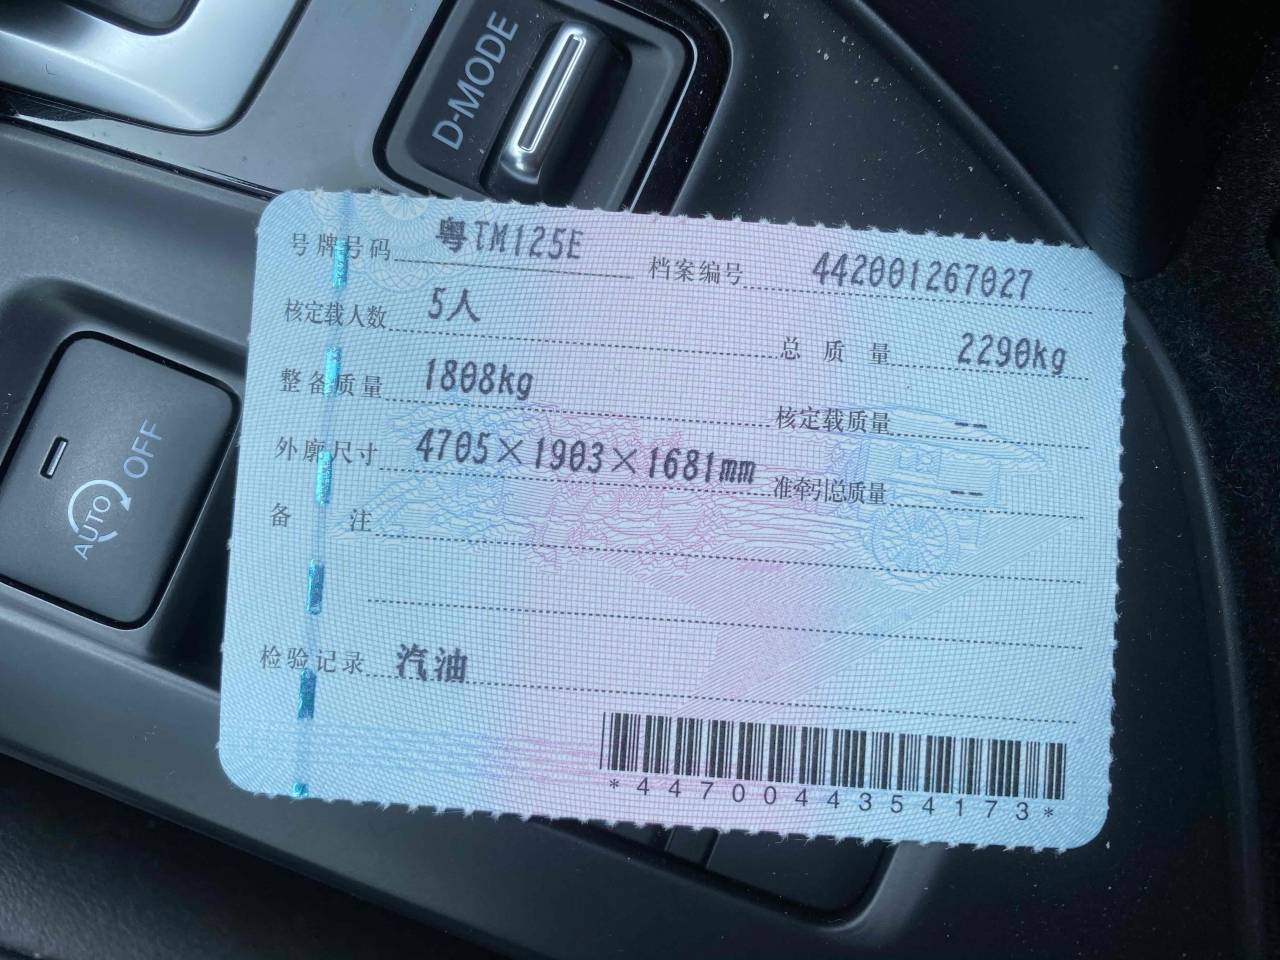 D-MODE
AUTO OFF
号牌号码 粤TM125E 档案编号 442001267027
核定载人数 5人 总质量 2290kg
整备质量 1808kg 核定载质量 --
外廓尺寸 4705×1903×1681mm 准牵引总质量 --
备注
检验记录 汽油
*4470044354173*